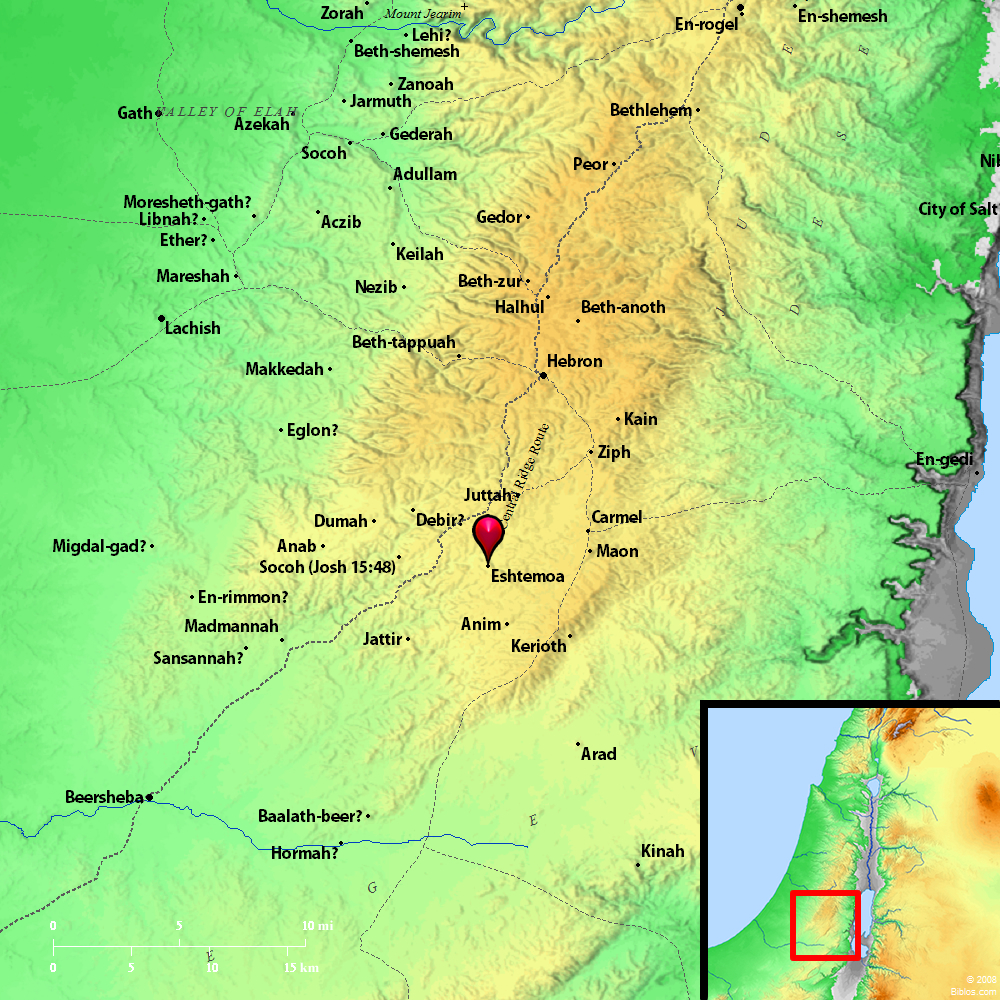 Zorah
Mount Jearim
En-rogel
En-shemesh
Lehi?
Beth-shemesh
Zanoah
Jarmuth
Gath
VALLEY OF ELAH
Azekah
Bethlehem
Gederah
Socoh
Peor
Adullam
Nib
Moresheth-gath?
Libnah?
Aczib
Gedor
City of Salt?
Ether?
Keilah
Mareshah
Nezib
Beth-zur
Halhul
Beth-anoth
JUDES
DE
Lachish
Beth-tappuah
Hebron
Makkedah
Eglon?
Kain
Ziph
En-gedi
Central Ridge Route
Juttah
Dumah
Debir?
Carmel
Migdal-gad?
Anab
Maon
Socoh (Josh 15:48)
Eshtemoa
En-rimmon?
Madmannah
Anim
Jattir
Kerioth
Sansannah?
Arad
V
Beersheba
Baalath-beer?
E
Hormah?
Kinah
G
E
0 5 10 mi
0 5 10 15 km
© 2008
Biblos.com